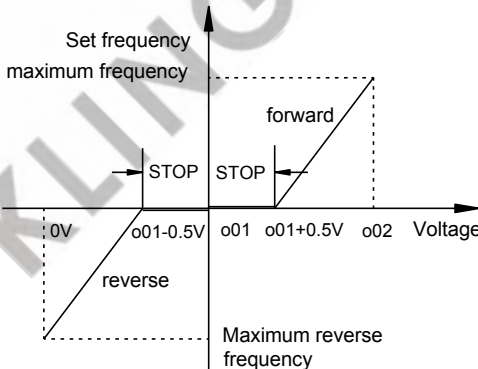 Set frequency
maximum frequency
forward
STOP STOP
0V o01-0.5V o01 o01+0.5V o02 Voltage
reverse
Maximum reverse
frequency
KLING